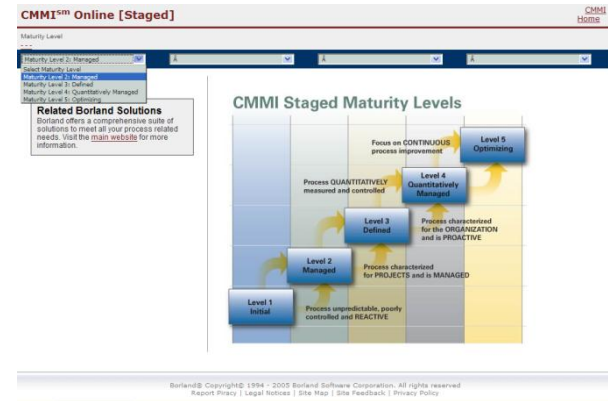 CMMI℠ Online [Staged]
CMMI
Home
Maturity Level
---
Maturity Level 2: Managed
Â
Â
Â
Select Maturity Level
Maturity Level 2: Managed
Maturity Level 3: Defined
Maturity Level 4: Quantitatively Managed
Maturity Level 5: Optimizing
Related Borland Solutions
Borland offers a comprehensive suite of
solutions to meet all your process related
needs. Visit the main website for more
information.
CMMI Staged Maturity Levels
Level 5
Optimizing
Focus on CONTINUOUS
process improvement
Level 4
Quantitatively
Managed
Process QUANTITATIVELY
measured and controlled
Level 3
Defined
Process characterized
for the ORGANIZATION
and is PROACTIVE
Level 2
Managed
Process characterized
for PROJECTS and is MANAGED
Level 1
Initial
Process unpredictable, poorly
controlled and REACTIVE
Borland® Copyright© 1994 - 2005 Borland Software Corporation. All rights reserved
Report Piracy | Legal Notices | Site Map | Site Feedback | Privacy Policy